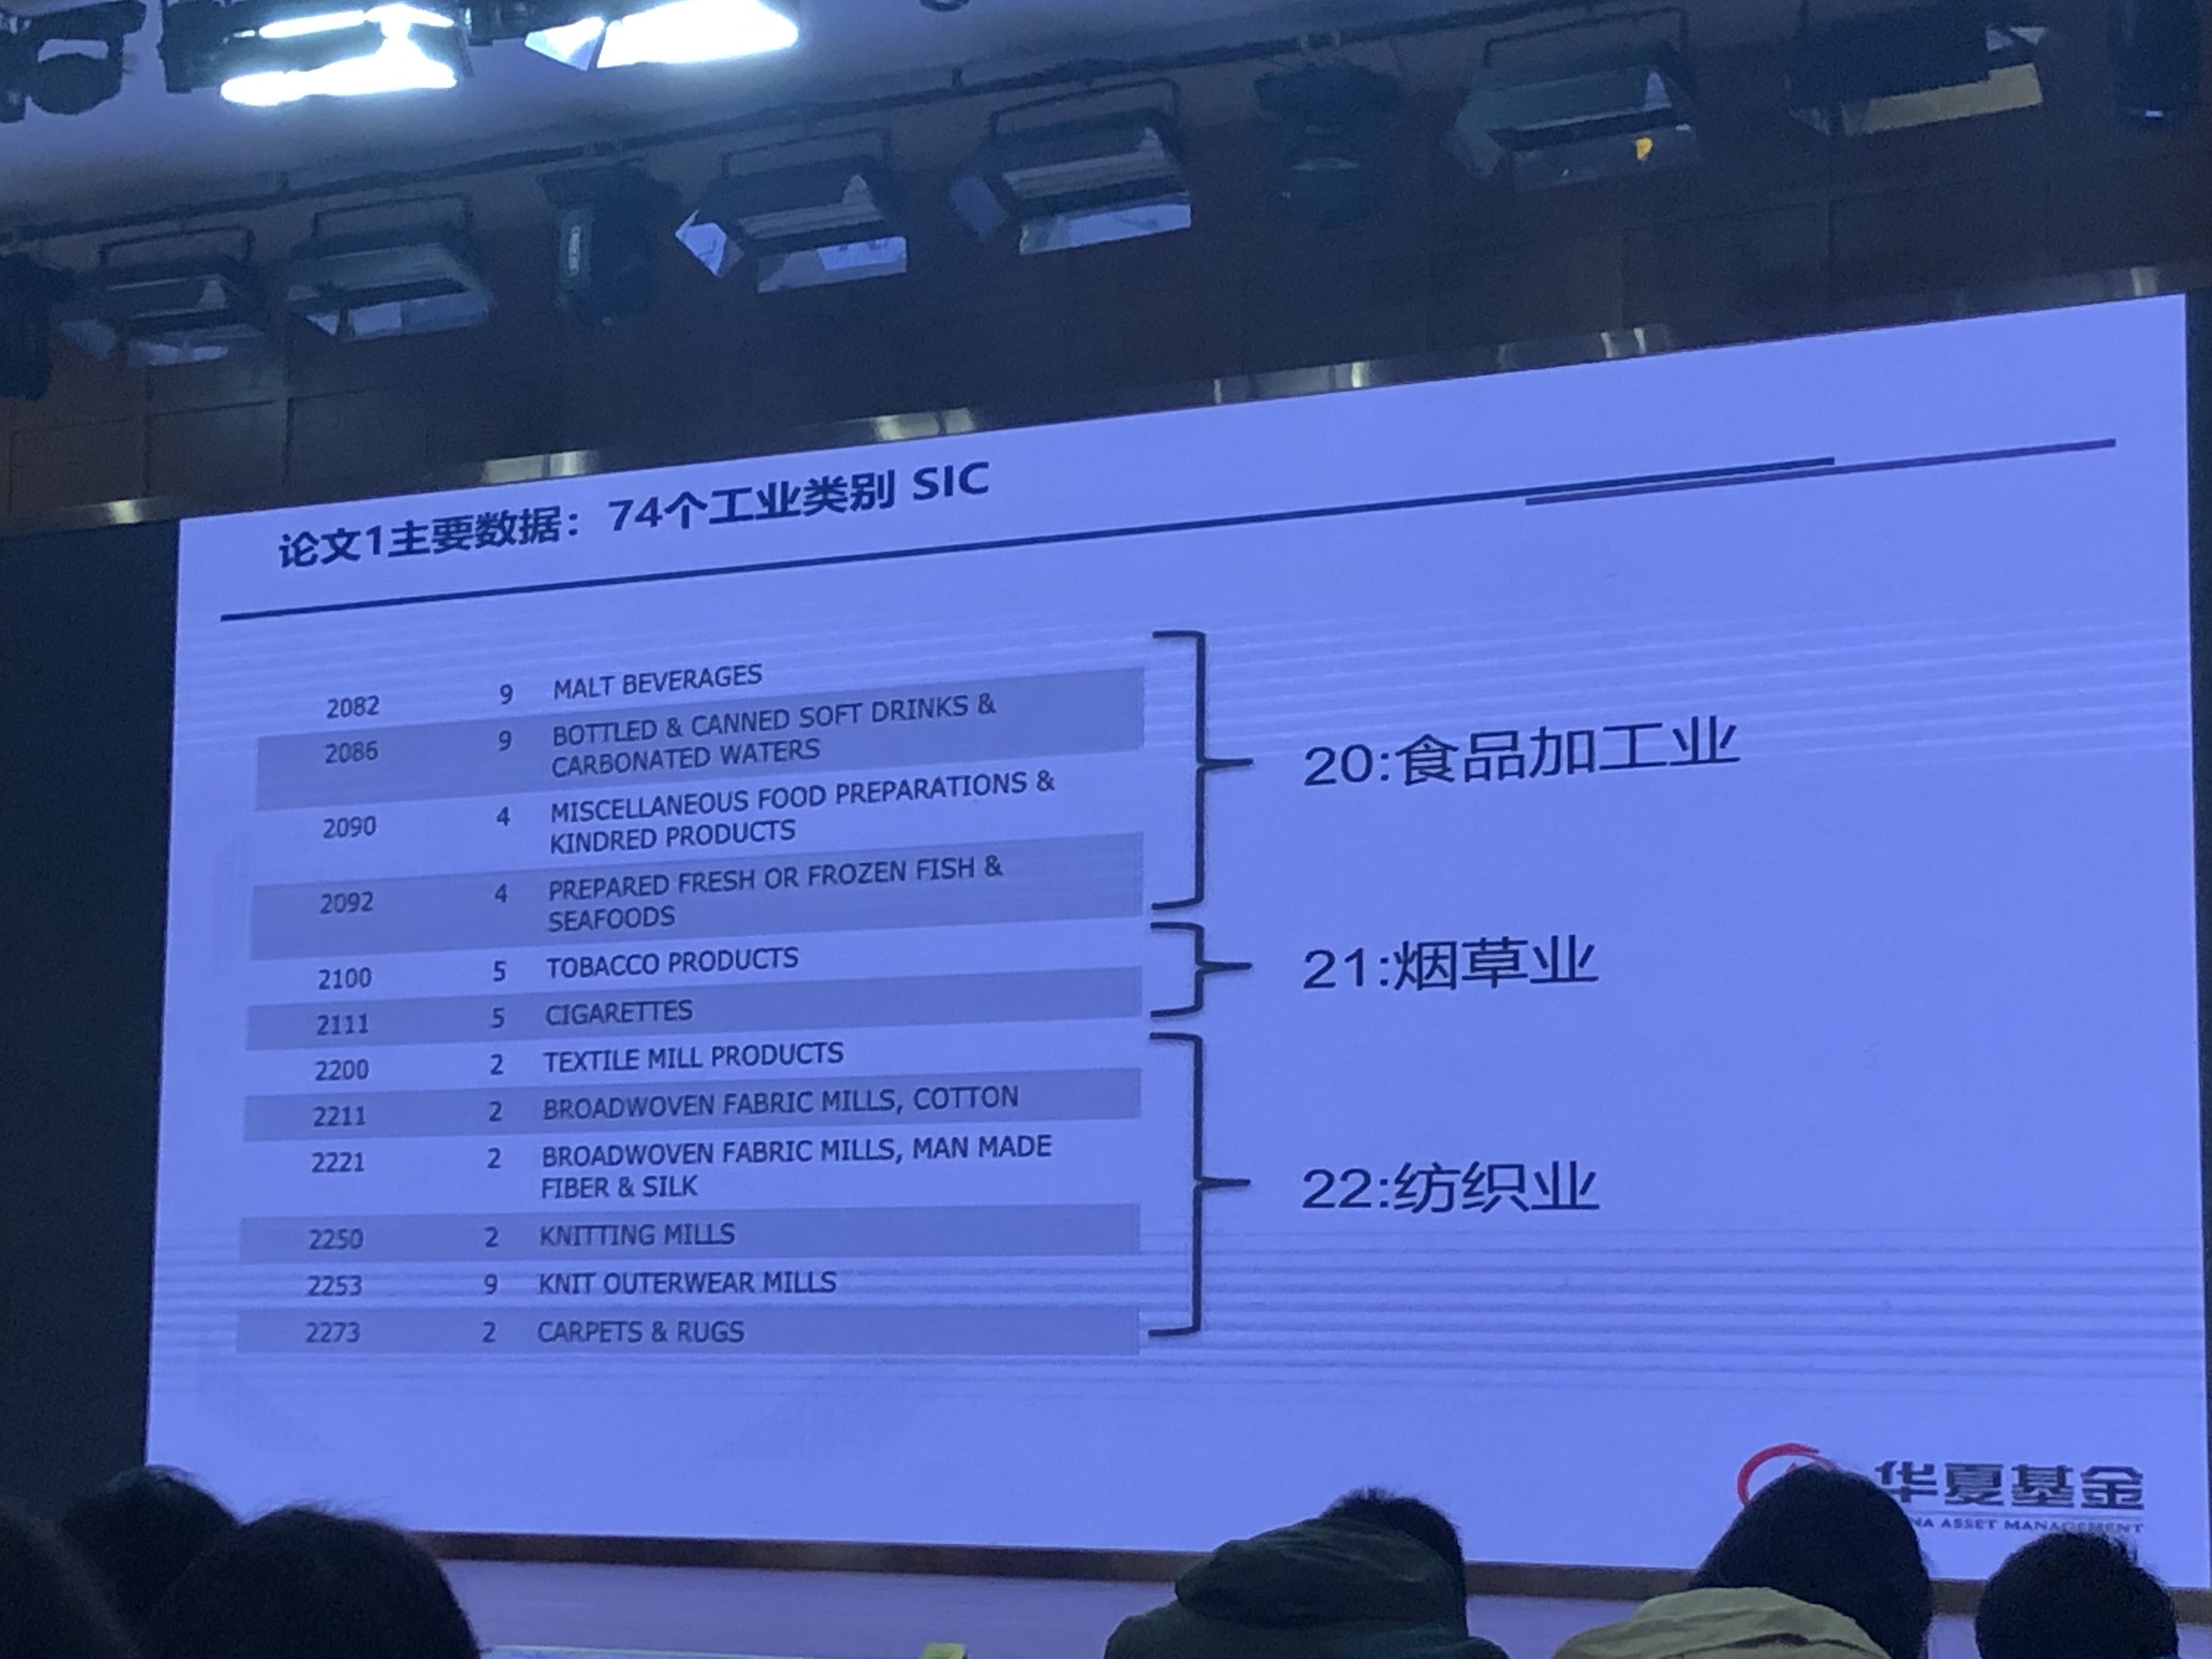 论文1主要数据：74个工业类别 SIC
2082 9 MALT BEVERAGES
2086 9 BOTTLED & CANNED SOFT DRINKS &
CARBONATED WATERS
2090 4 MISCELLANEOUS FOOD PREPARATIONS &
KINDRED PRODUCTS
2092 4 PREPARED FRESH OR FROZEN FISH &
SEAFOODS
20:食品加工业
2100 5 TOBACCO PRODUCTS
2111 5 CIGARETTES
21:烟草业
2200 2 TEXTILE MILL PRODUCTS
2211 2 BROADWOVEN FABRIC MILLS, COTTON
2221 2 BROADWOVEN FABRIC MILLS, MAN MADE
FIBER & SILK
2250 2 KNITTING MILLS
2253 9 KNIT OUTERWEAR MILLS
2273 2 CARPETS & RUGS
22:纺织业
华夏基金
ASSET MANAGEMENT